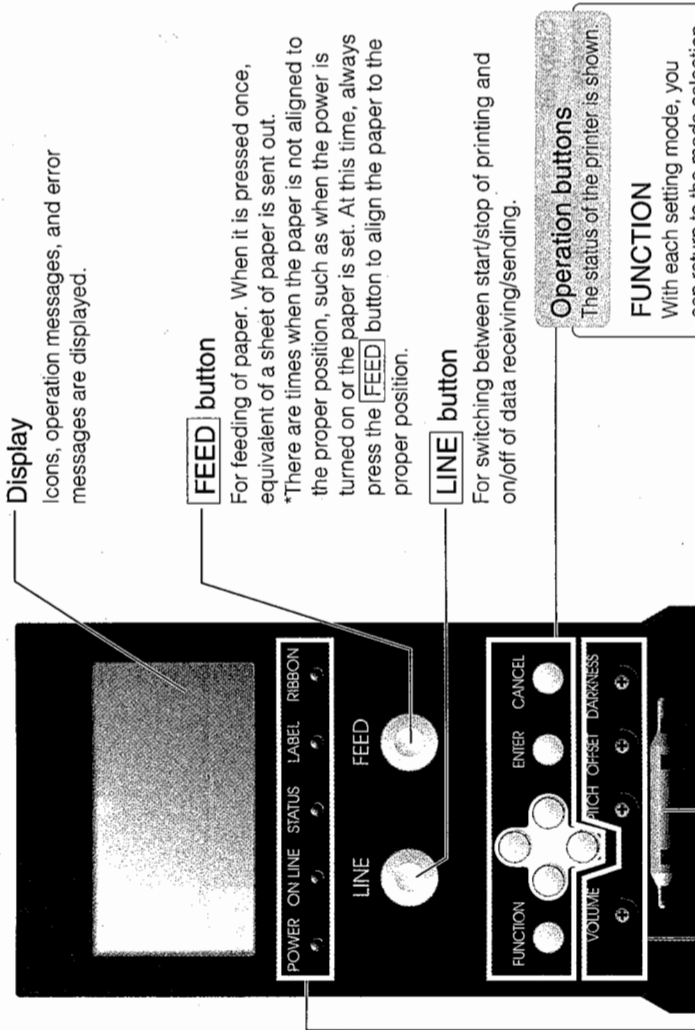 Display
Icons, operation messages, and error
messages are displayed.
FEED button
For feeding of paper. When it is pressed once,
equivalent of a sheet of paper is sent out.
*There are times when the paper is not aligned to
the proper position, such as when the power is
turned on or the paper is set. At this time, always
press the FEED button to align the paper to the
proper position.
LINE button
For switching between start/stop of printing and
on/off of data receiving/sending.
Operation buttons
The status of the printer is shown.
FUNCTION
With each setting mode, you
can return to the mode selection
POWER ON LINE STATUS LABEL RIBBON
LINE FEED
FUNCTION ENTER CANCEL
VOLUME PITCH OFFSET DARKNESS